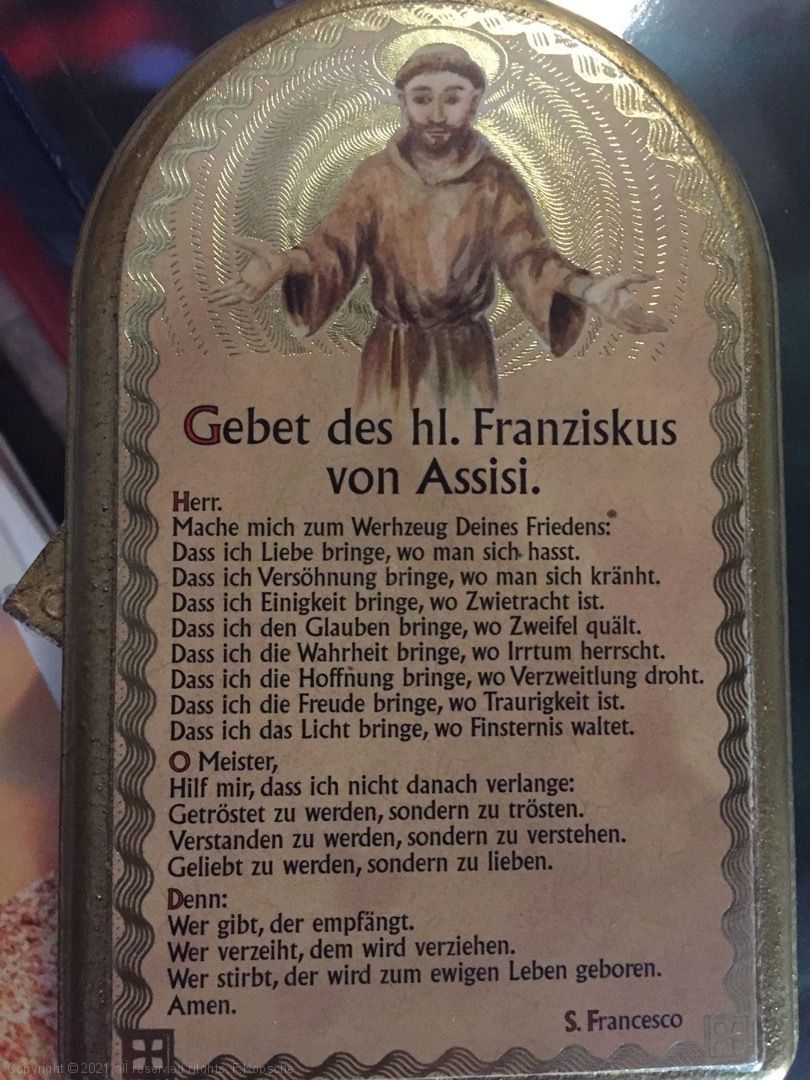 Gebet des hl. Franziskus
von Assisi.
Herr.
Mache mich zum Werhzeug Deines Friedens:
Dass ich Liebe bringe, wo man sich hasst.
Dass ich Versöhnung bringe, wo man sich kränht.
Dass ich Einigkeit bringe, wo Zwietracht ist.
Dass ich den Glauben bringe, wo Zweifel quält.
Dass ich die Wahrheit bringe, wo Irrtum herrscht.
Dass ich die Hoffnung bringe, wo Verzweitlung droht.
Dass ich die Freude bringe, wo Traurigkeit ist.
Dass ich das Licht bringe, wo Finsternis waltet.
O Meister,
Hilf mir, dass ich nicht danach verlange:
Getröstet zu werden, sondern zu trösten.
Verstanden zu werden, sondern zu verstehen.
Geliebt zu werden, sondern zu lieben.
Denn:
Wer gibt, der empfängt.
Wer verzeiht, dem wird verziehen.
Wer stirbt, der wird zum ewigen Leben geboren.
Amen.
S. Francesco
Copyright © 2021 all reserved rights, F. Kopsche